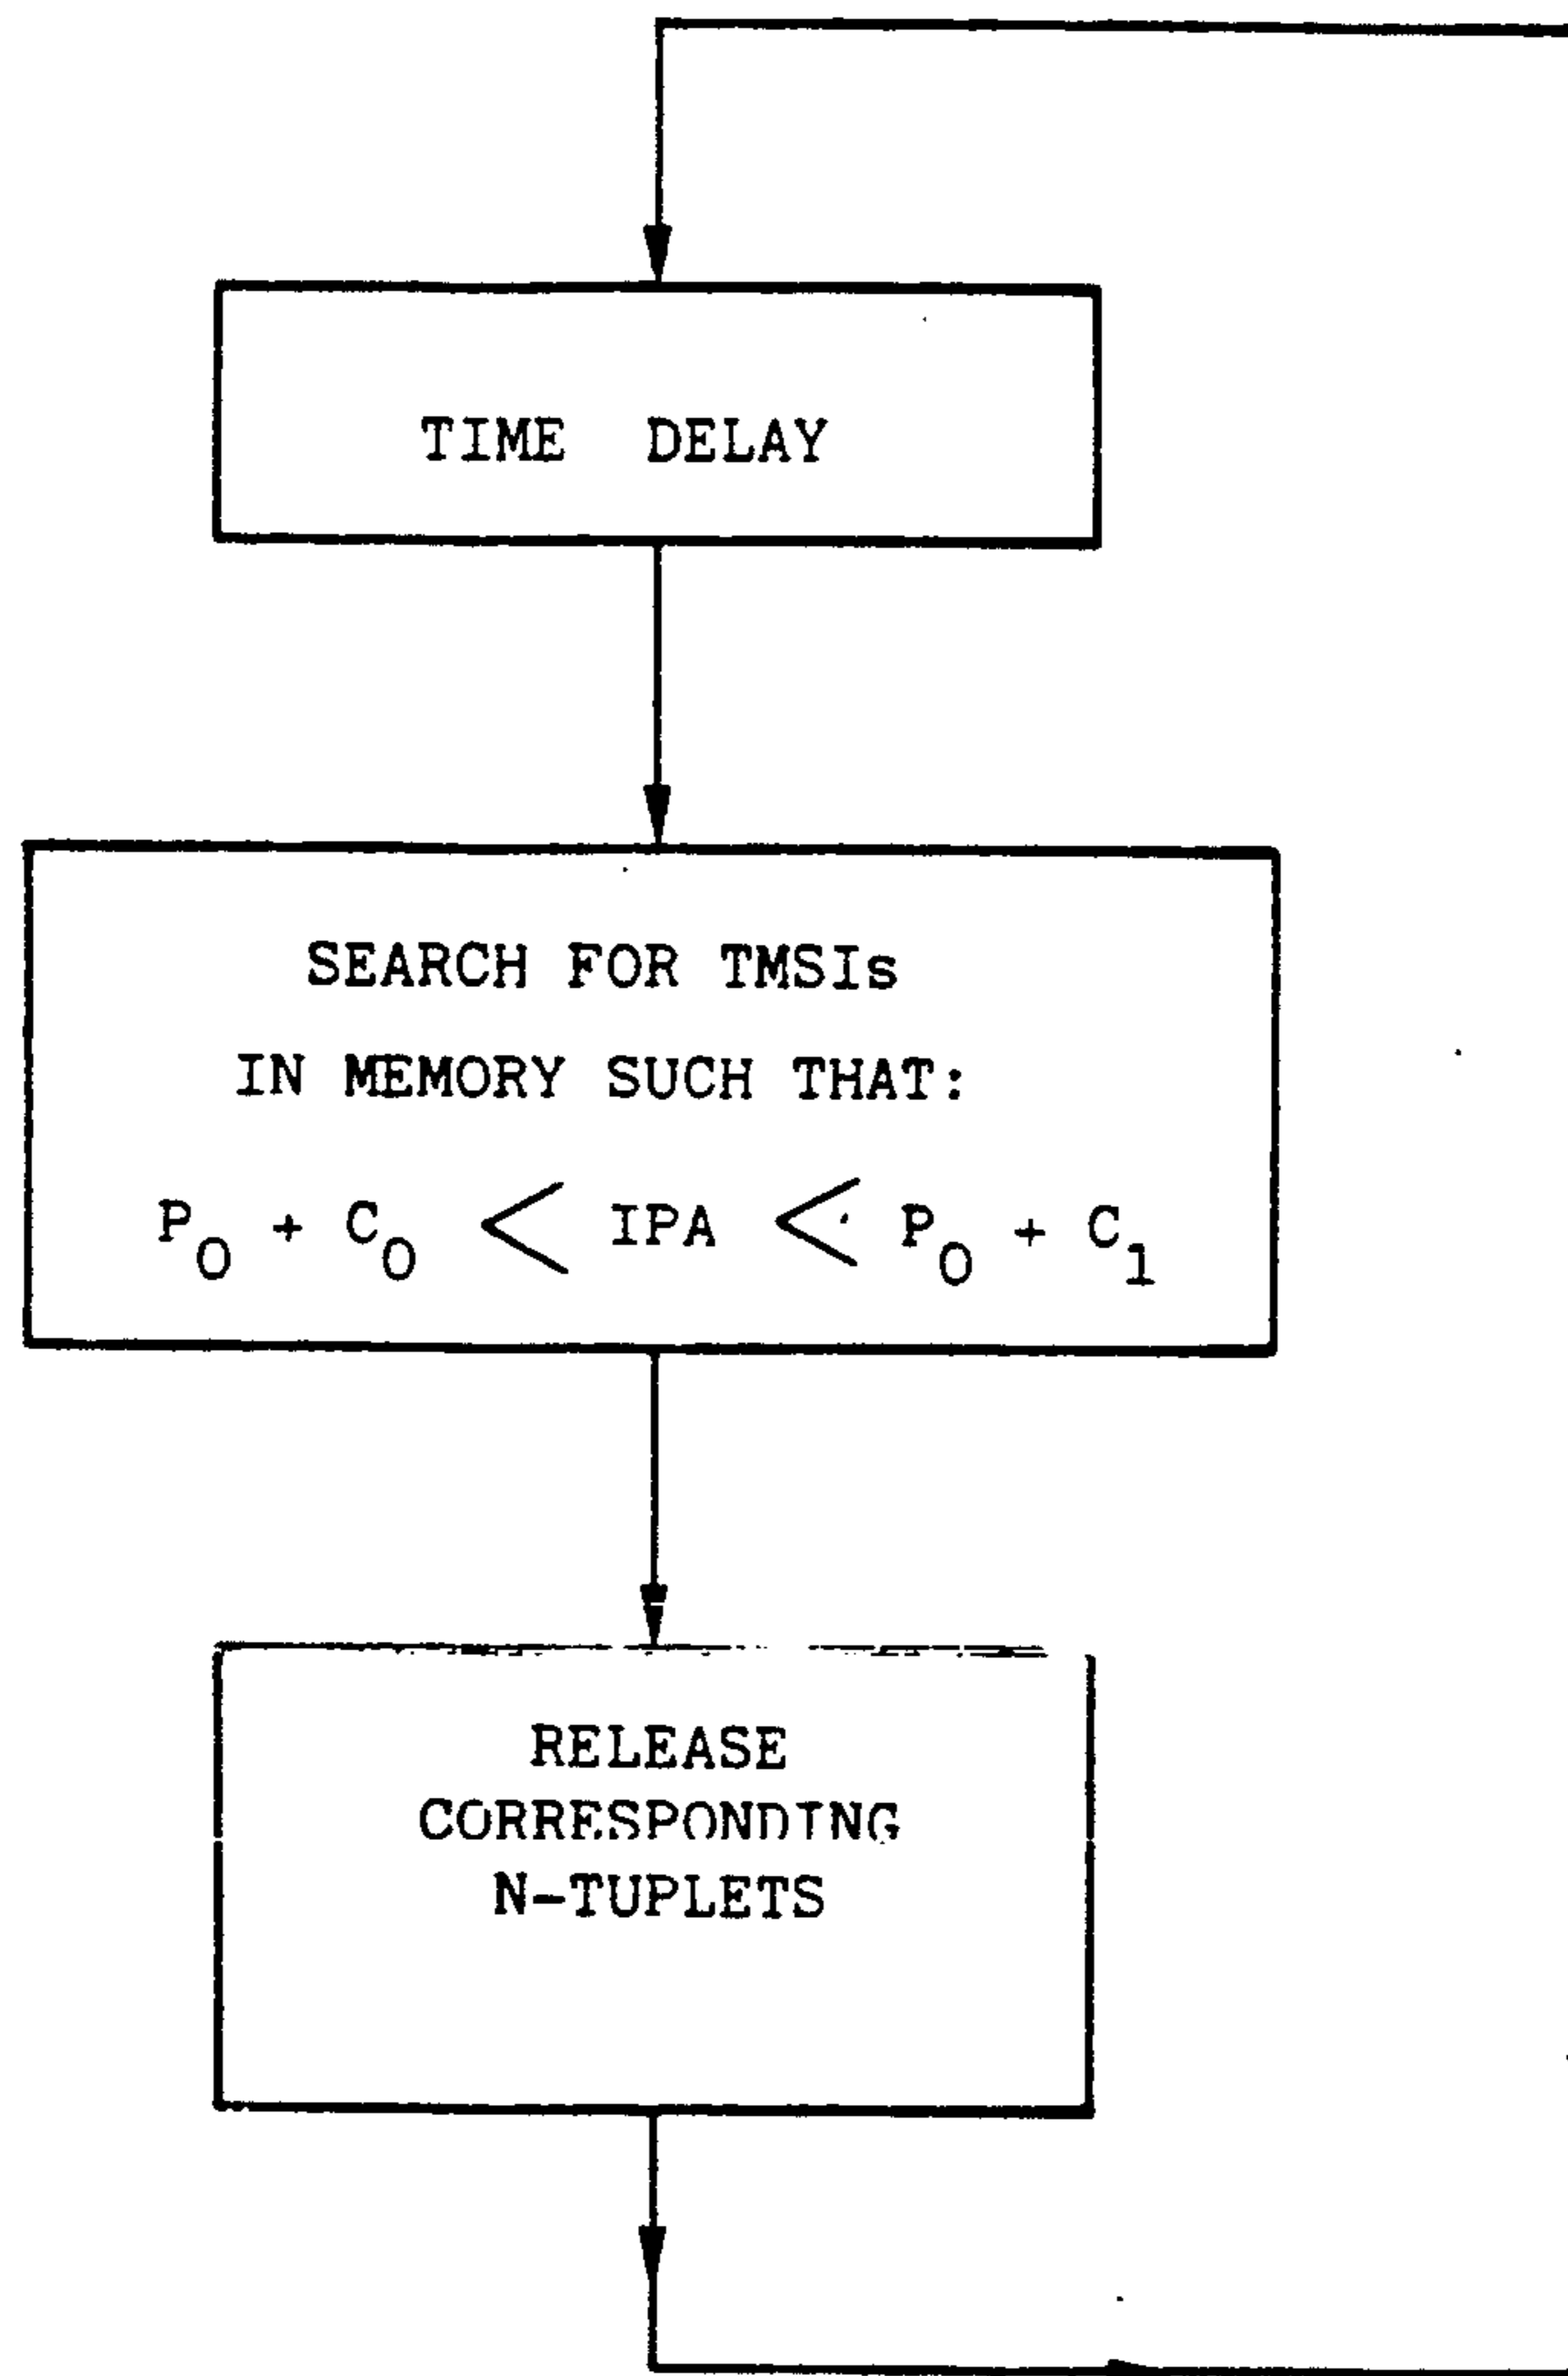 TIME DELAY
SEARCH FOR TMSIs
IN MEMORY SUCH THAT:
P₀ + C₀ < IPA < P₀ + C₁
RELEASE
CORRESPONDING
N-TUPLETS